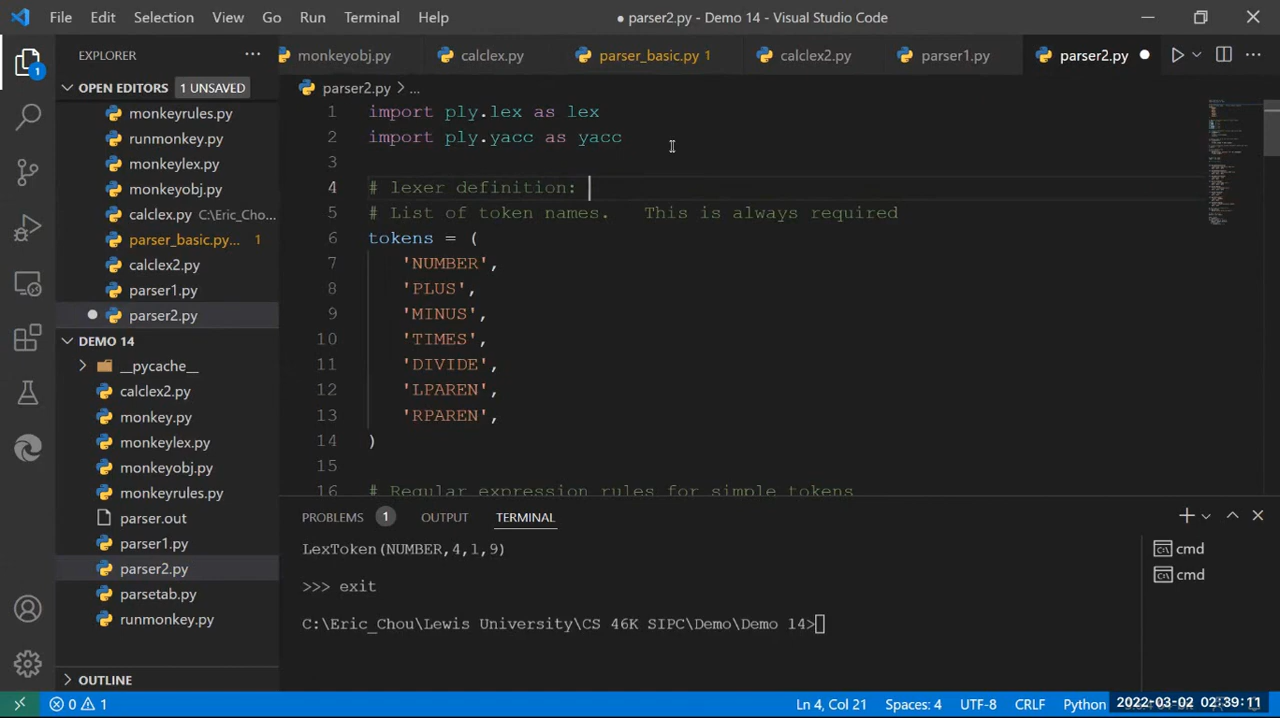 File Edit Selection View Go Run Terminal Help
● parser2.py - Demo 14 - Visual Studio Code
EXPLORER
OPEN EDITORS 1 UNSAVED
monkeyrules.py
runmonkey.py
monkeylex.py
monkeyobj.py
calclex.py C:\Eric_Cho...
parser_basic.py... 1
calclex2.py
parser1.py
parser2.py
DEMO 14
__pycache__
calclex2.py
monkey.py
monkeylex.py
monkeyobj.py
monkeyrules.py
parser.out
parser1.py
parser2.py
parsetab.py
runmonkey.py
OUTLINE
monkeyobj.py calclex.py parser_basic.py 1 calclex2.py parser1.py parser2.py
parser2.py > ...
1 import ply.lex as lex
2 import ply.yacc as yacc
3
4 # lexer definition:
5 # List of token names.   This is always required
6 tokens = (
7 'NUMBER',
8 'PLUS',
9 'MINUS',
10 'TIMES',
11 'DIVIDE',
12 'LPAREN',
13 'RPAREN',
14 )
15
16 # Regular expression rules for simple tokens
PROBLEMS 1 OUTPUT TERMINAL
LexToken(NUMBER,4,1,9)
>>> exit
C:\Eric_Chou\Lewis University\CS 46K SIPC\Demo\Demo 14>
cmd
cmd
1
0 1 Ln 4, Col 21 Spaces: 4 UTF-8 CRLF Python 2022-03-02 02:39:11